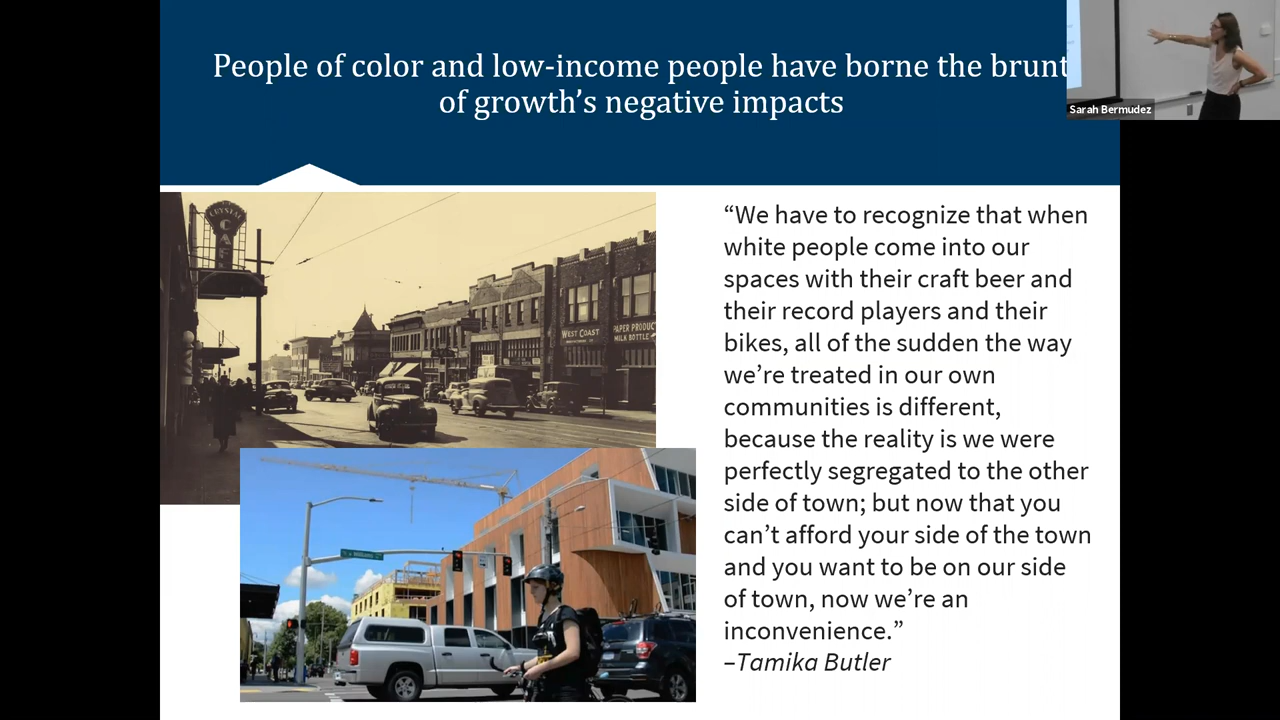 People of color and low-income people have borne the brunt
of growth's negative impacts
Sarah Bermudez
CRYSTAL
CAFE
WEST COAST
PAPER PRODUC
MILK BOTTLE
“We have to recognize that when
white people come into our
spaces with their craft beer and
their record players and their
bikes, all of the sudden the way
we’re treated in our own
communities is different,
because the reality is we were
perfectly segregated to the other
side of town; but now that you
can’t afford your side of the town
and you want to be on our side
of town, now we’re an
inconvenience.”
–Tamika Butler